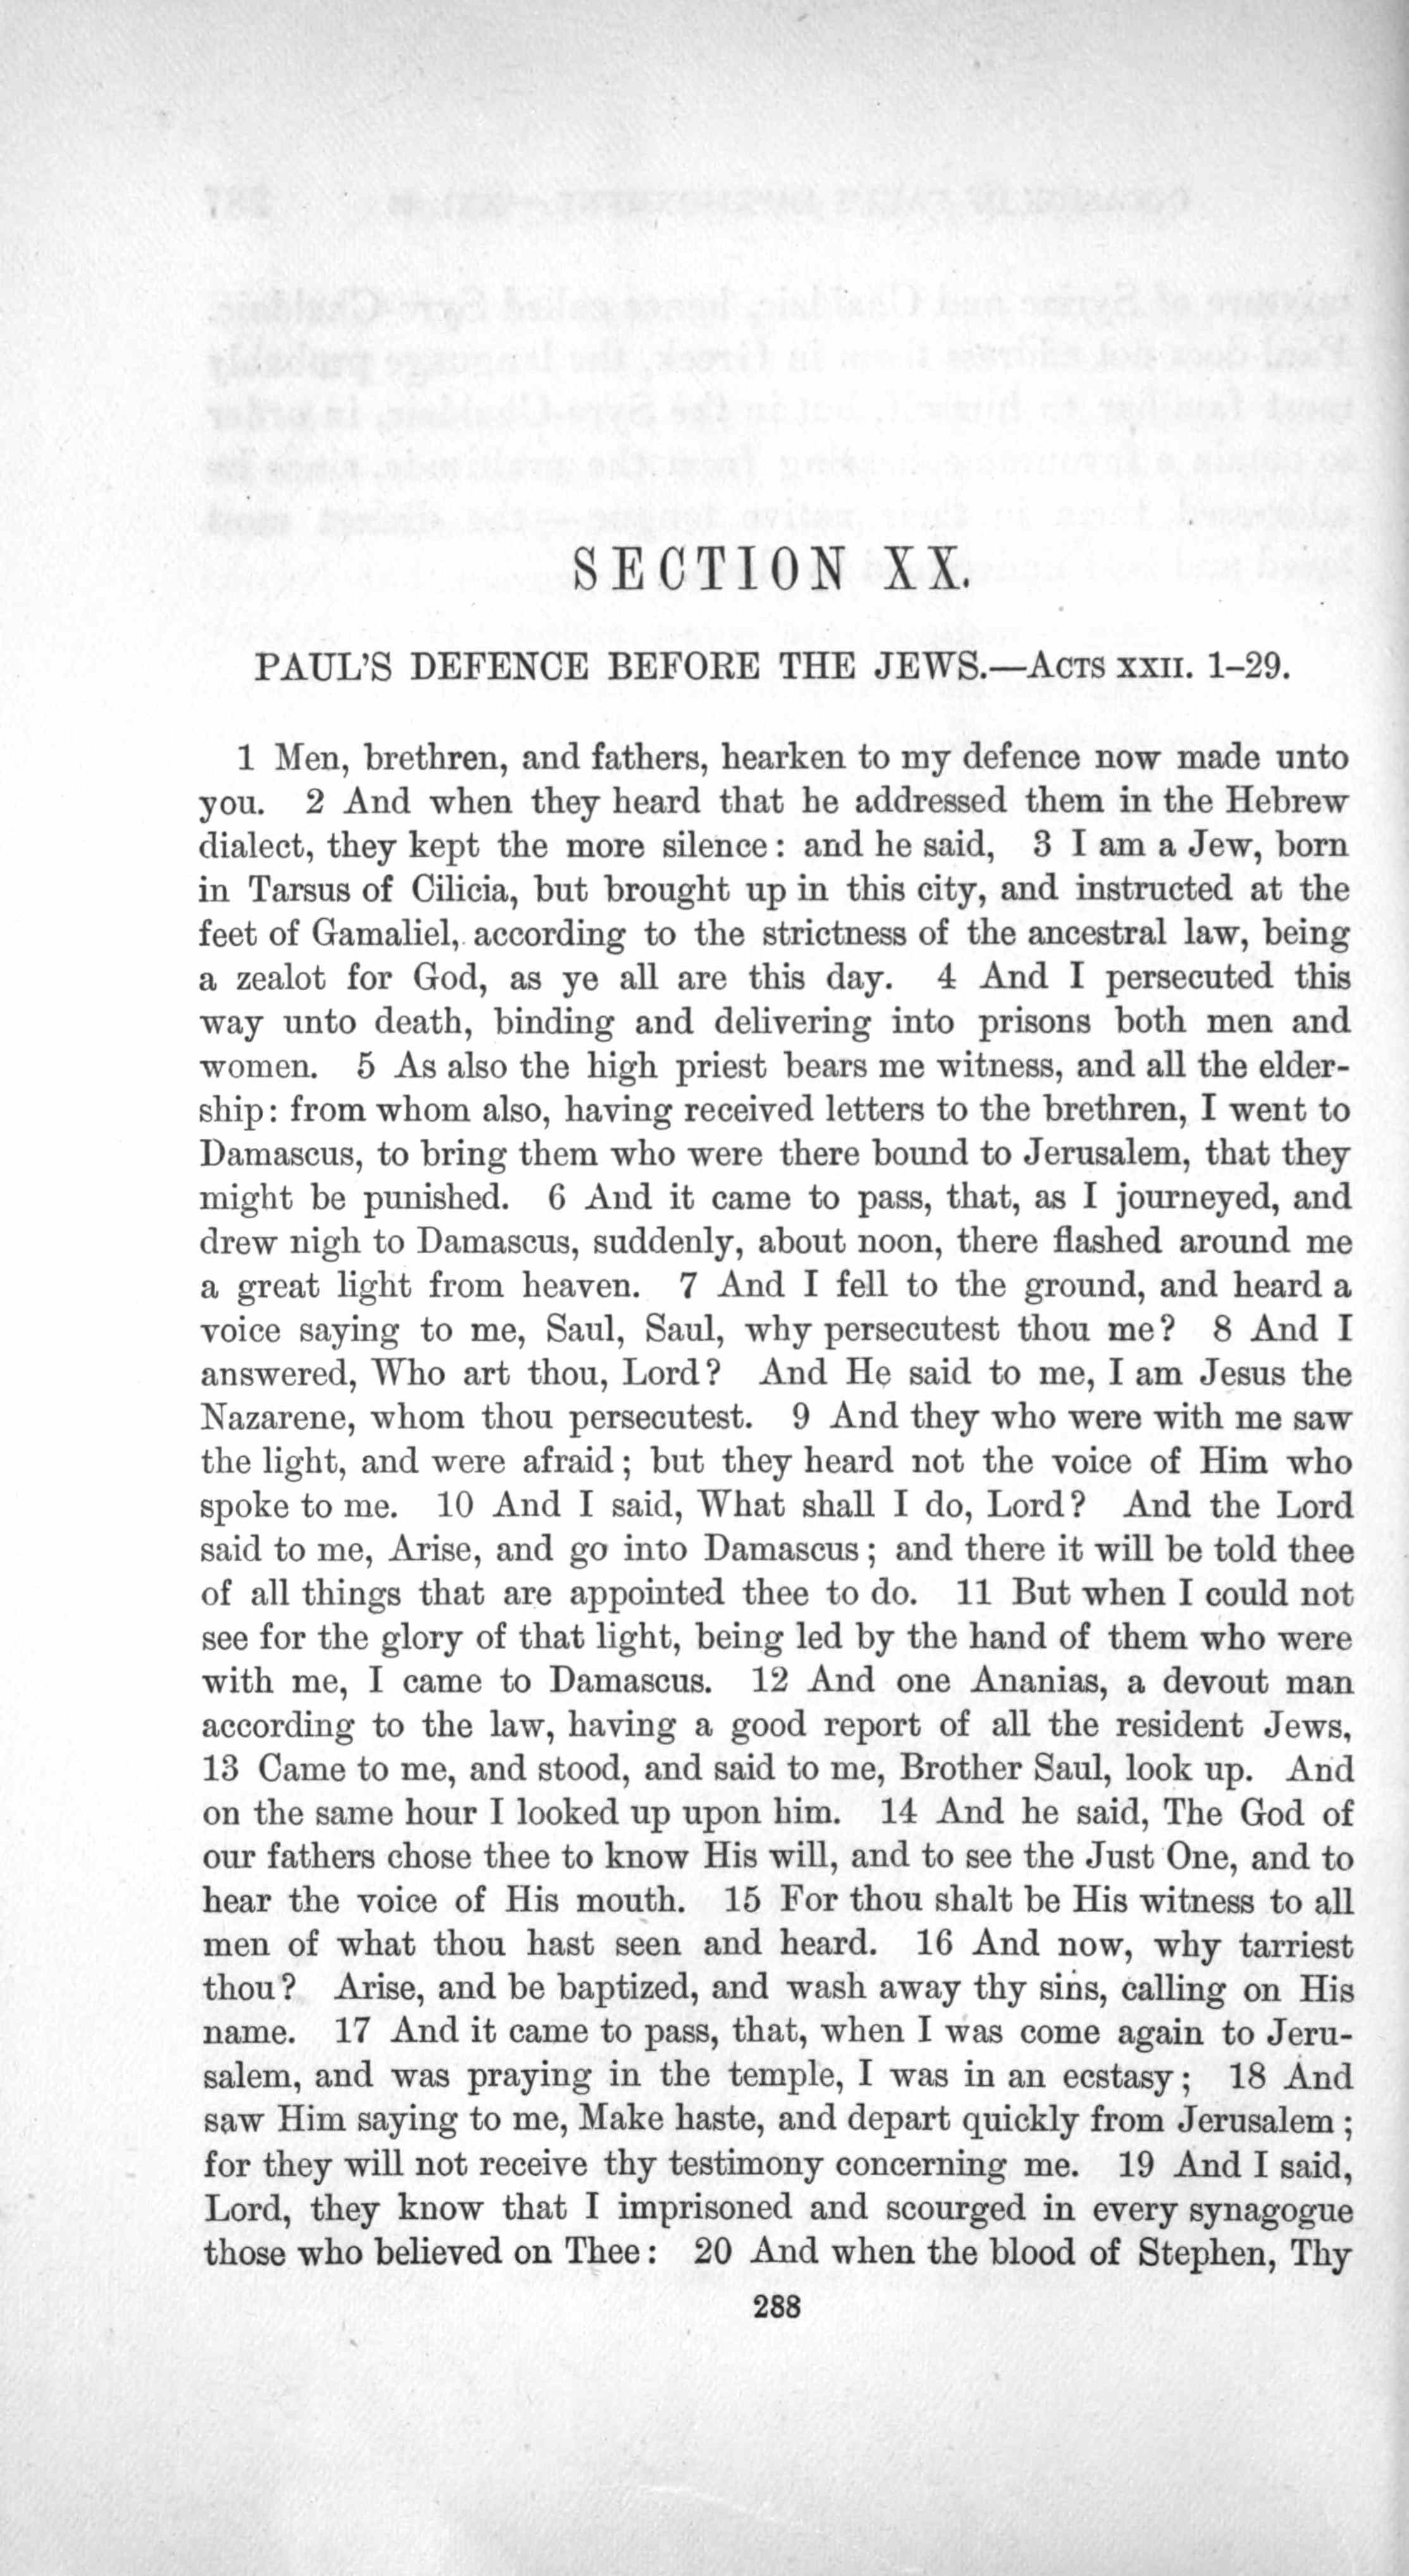 SECTION XX.
PAUL'S DEFENCE BEFORE THE JEWS.—ACTS XXII. 1–29.
1 Men, brethren, and fathers, hearken to my defence now made unto
you. 2 And when they heard that he addressed them in the Hebrew
dialect, they kept the more silence: and he said, 3 I am a Jew, born
in Tarsus of Cilicia, but brought up in this city, and instructed at the
feet of Gamaliel, according to the strictness of the ancestral law, being
a zealot for God, as ye all are this day. 4 And I persecuted this
way unto death, binding and delivering into prisons both men and
women. 5 As also the high priest bears me witness, and all the elder-
ship: from whom also, having received letters to the brethren, I went to
Damascus, to bring them who were there bound to Jerusalem, that they
might be punished. 6 And it came to pass, that, as I journeyed, and
drew nigh to Damascus, suddenly, about noon, there flashed around me
a great light from heaven. 7 And I fell to the ground, and heard a
voice saying to me, Saul, Saul, why persecutest thou me? 8 And I
answered, Who art thou, Lord? And He said to me, I am Jesus the
Nazarene, whom thou persecutest. 9 And they who were with me saw
the light, and were afraid; but they heard not the voice of Him who
spoke to me. 10 And I said, What shall I do, Lord? And the Lord
said to me, Arise, and go into Damascus; and there it will be told thee
of all things that are appointed thee to do. 11 But when I could not
see for the glory of that light, being led by the hand of them who were
with me, I came to Damascus. 12 And one Ananias, a devout man
according to the law, having a good report of all the resident Jews,
13 Came to me, and stood, and said to me, Brother Saul, look up. And
on the same hour I looked up upon him. 14 And he said, The God of
our fathers chose thee to know His will, and to see the Just One, and to
hear the voice of His mouth. 15 For thou shalt be His witness to all
men of what thou hast seen and heard. 16 And now, why tarriest
thou? Arise, and be baptized, and wash away thy sins, calling on His
name. 17 And it came to pass, that, when I was come again to Jeru-
salem, and was praying in the temple, I was in an ecstasy; 18 And
saw Him saying to me, Make haste, and depart quickly from Jerusalem;
for they will not receive thy testimony concerning me. 19 And I said,
Lord, they know that I imprisoned and scourged in every synagogue
those who believed on Thee: 20 And when the blood of Stephen, Thy
288